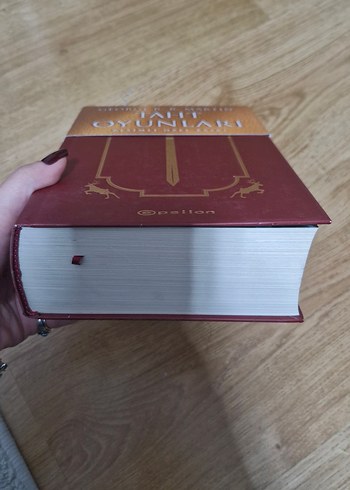 GEORGE R. R. MARTIN
TAHT
OYUNLARI
epsilon